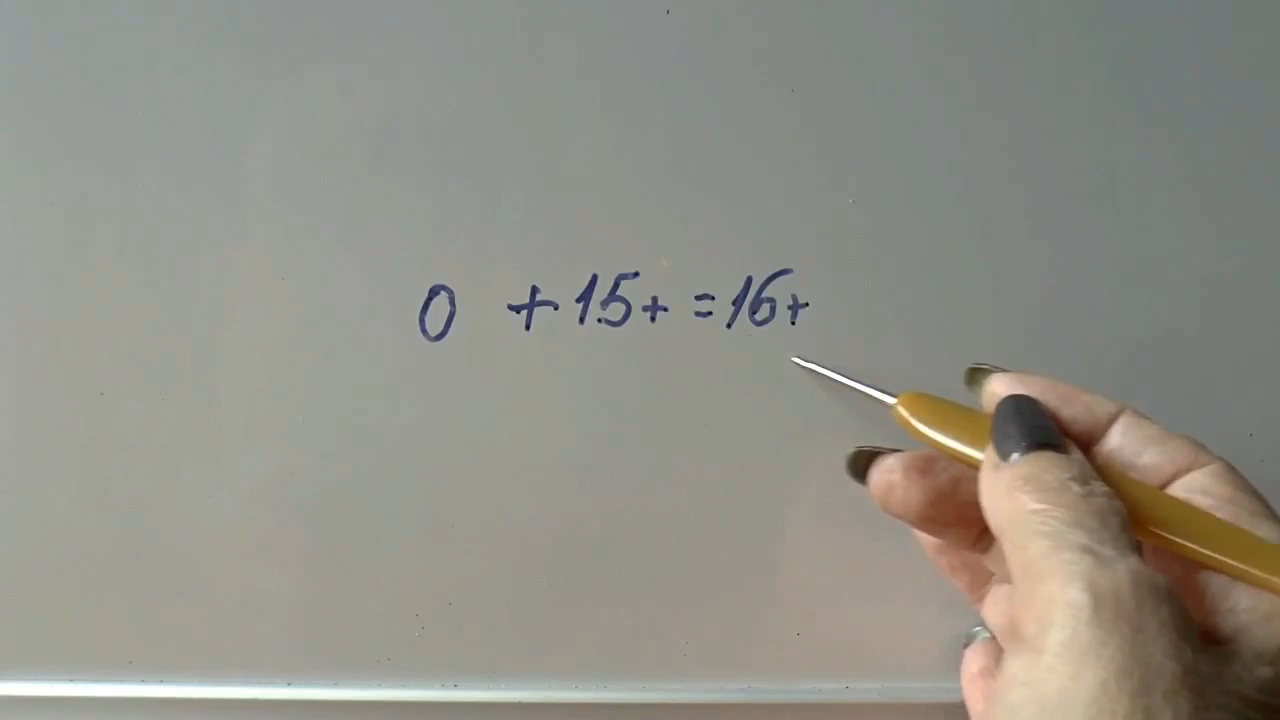 0 + 15+ = 16+